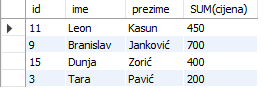 id ime prezime SUM(cijena)
11 Leon Kasun 450
9 Branislav Janković 700
15 Dunja Zorić 400
3 Tara Pavić 200